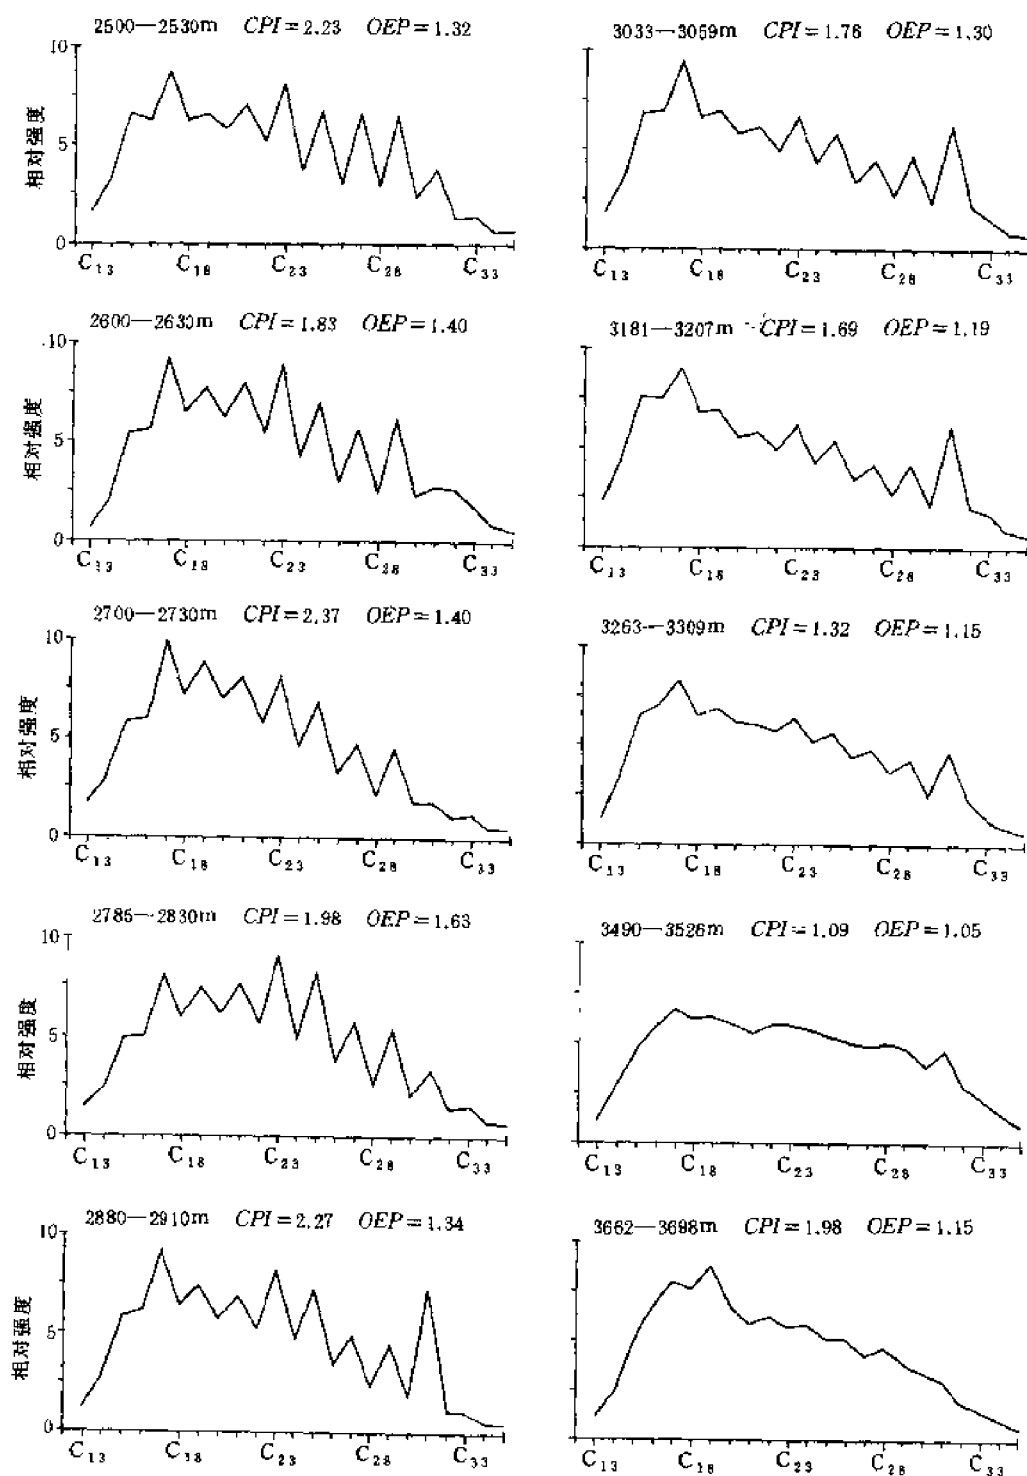 2500—2530m CPI=2.23 OEP=1.32
10
5
0
相对强度
C13 C18 C23 C28 C33
2600—2630m CPI=1.83 OEP=1.40
10
5
0
相对强度
C13 C18 C23 C28 C33
2700—2730m CPI=2.37 OEP=1.40
10
5
0
相对强度
C13 C18 C23 C28 C33
2785—2830m CPI=1.98 OEP=1.63
10
5
0
相对强度
C13 C18 C23 C28 C33
2880—2910m CPI=2.27 OEP=1.34
10
5
0
相对强度
C13 C18 C23 C28 C33
3033—3059m CPI=1.76 OEP=1.30
C13 C18 C23 C28 C33
3181—3207m CPI=1.69 OEP=1.19
C13 C18 C23 C28 C33
3263—3309m CPI=1.32 OEP=1.15
C13 C18 C23 C28 C33
3490—3526m CPI=1.09 OEP=1.05
C13 C18 C23 C28 C33
3662—3698m CPI=1.98 OEP=1.15
C13 C18 C23 C28 C33